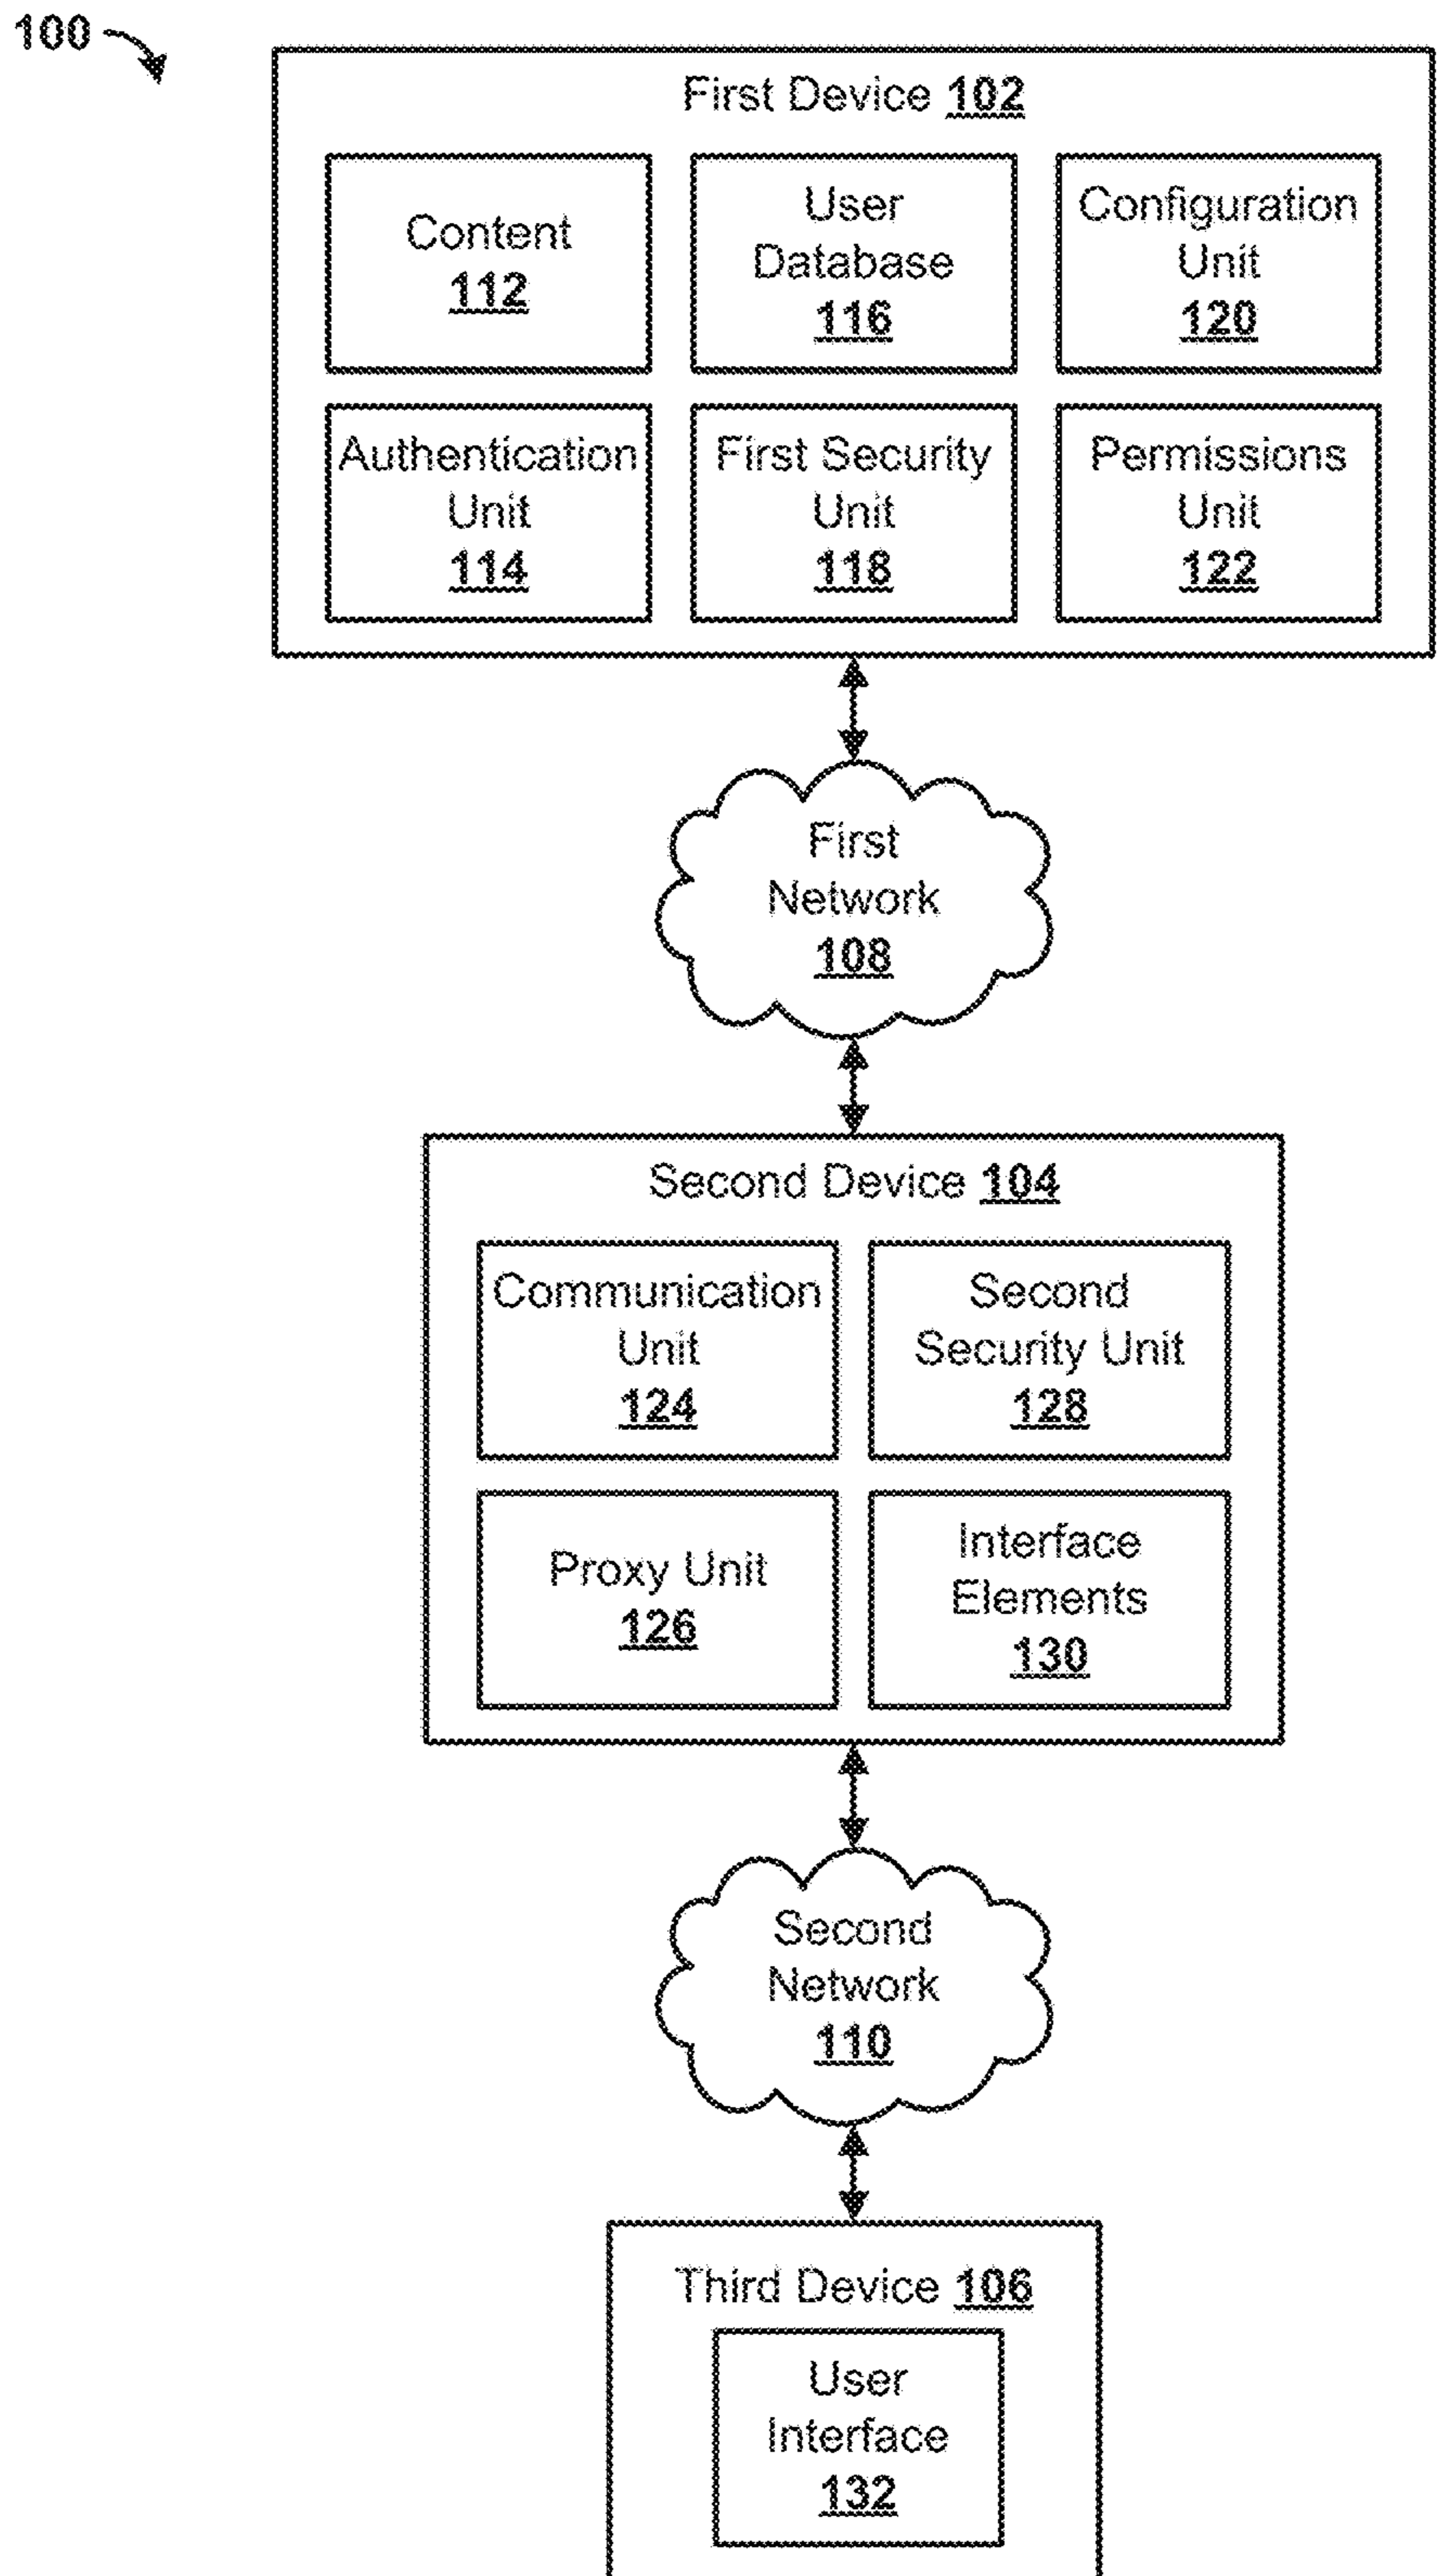 100
First Device 102
Content
112
User
Database
116
Configuration
Unit
120
Authentication
Unit
114
First Security
Unit
118
Permissions
Unit
122
First
Network
108
Second Device 104
Communication
Unit
124
Second
Security Unit
128
Proxy Unit
126
Interface
Elements
130
Second
Network
110
Third Device 106
User
Interface
132